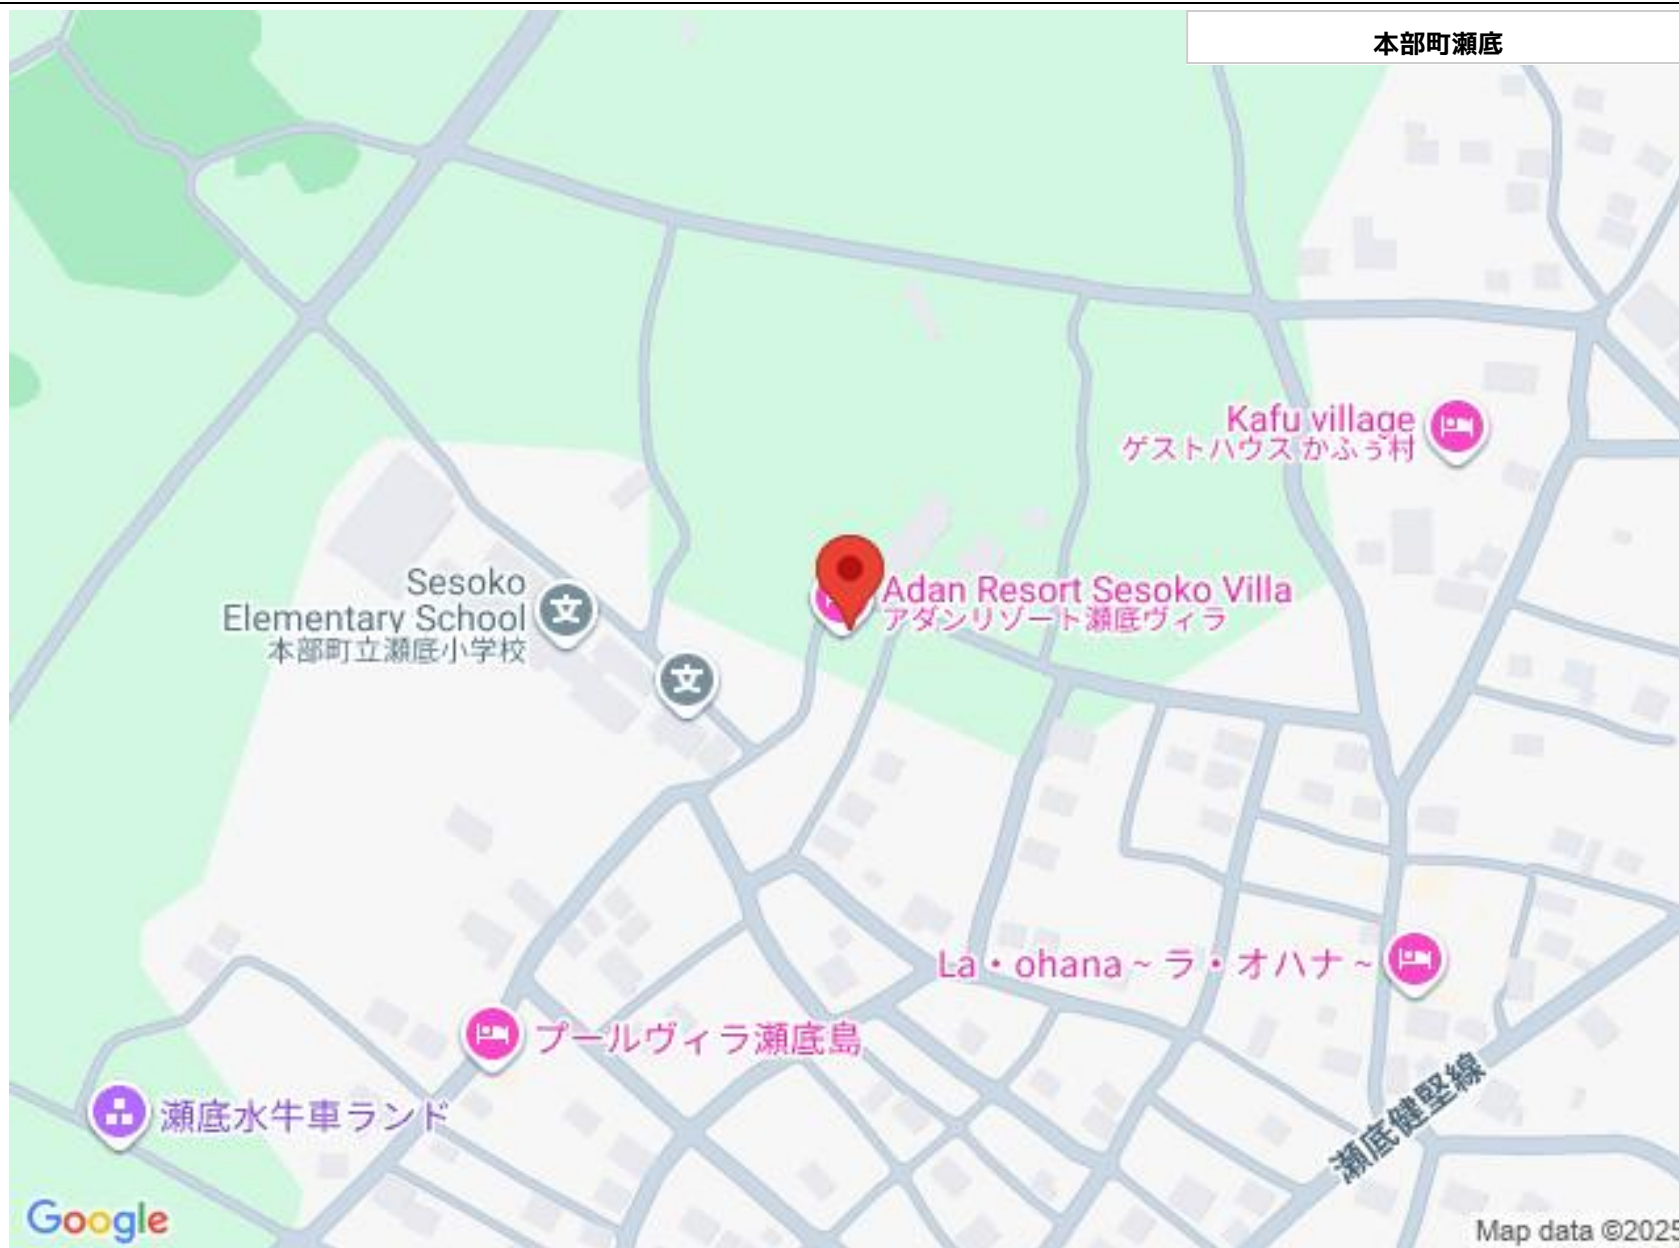 本部町瀬底
Kafu village
ゲストハウス かふぅ村
Sesoko
Elementary School
本部町立瀬底小学校
文
文
Adan Resort Sesoko Villa
アダンリゾート瀬底ヴィラ
La・ohana ~ ラ・オハナ ~
プールヴィラ瀬底島
瀬底水牛車ランド
瀬底健堅線
Google
Map data ©2025